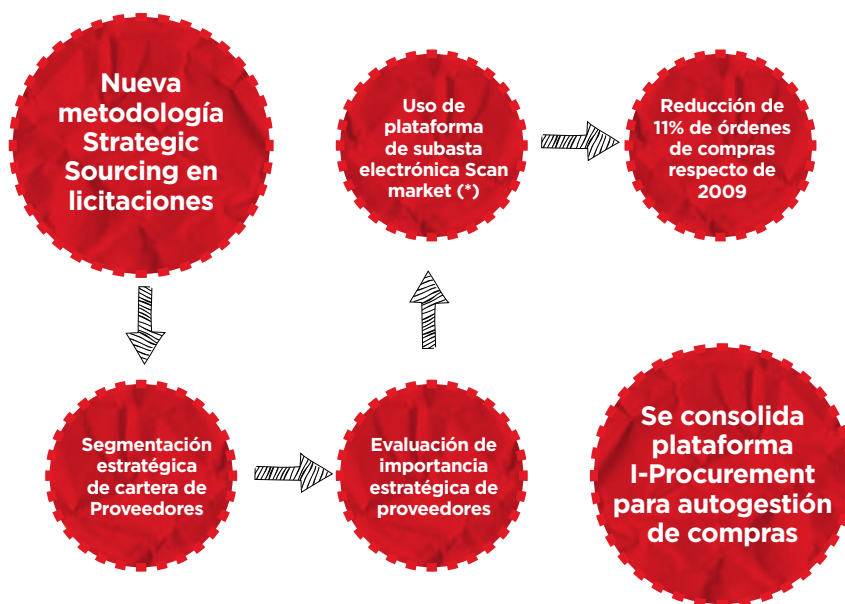 Nueva
metodología
Strategic
Sourcing en
licitaciones
Segmentación
estratégica
de cartera de
Proveedores
Evaluación de
importancia
estratégica de
proveedores
Uso de
plataforma
de subasta
electrónica Scan
market (*)
Reducción de
11% de órdenes
de compras
respecto de
2009
Se consolida
plataforma
I-Procurement
para autogestión
de compras